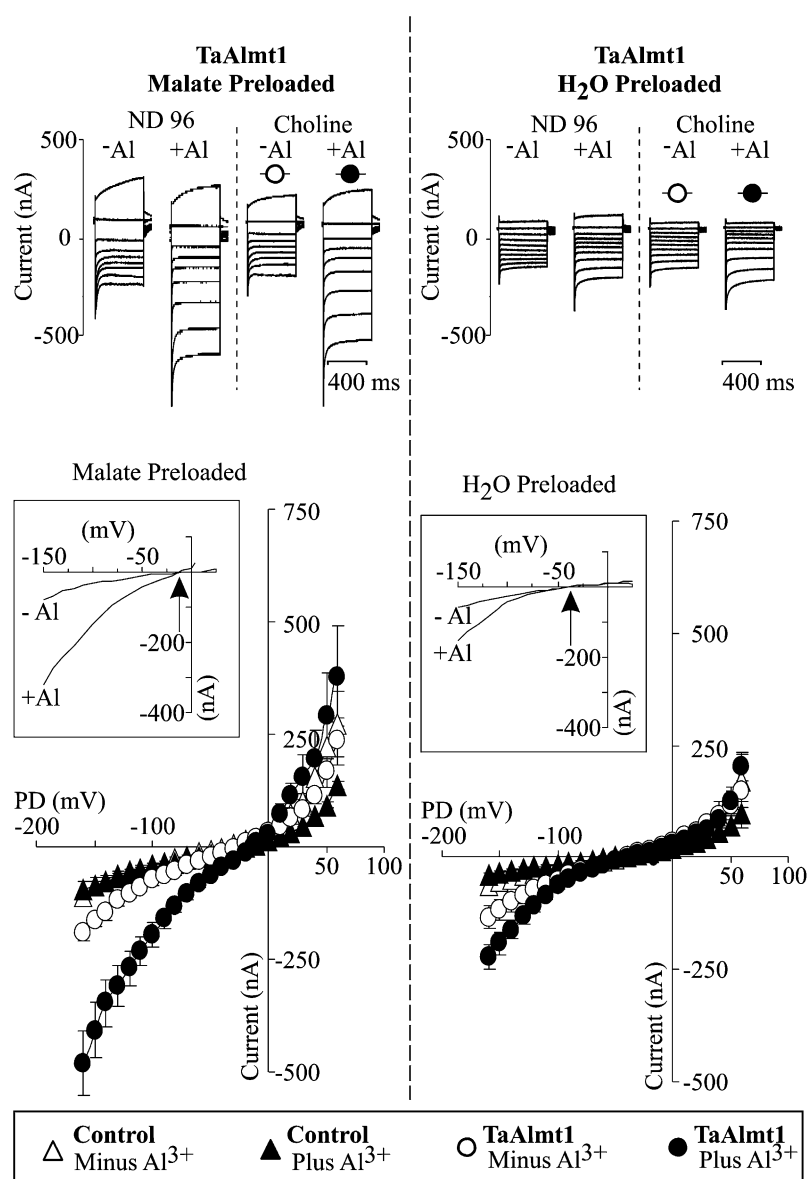 TaAlmt1
Malate Preloaded
ND 96
Choline
-Al
+Al
-Al
+Al
500
0
-500
Current (nA)
400 ms
TaAlmt1
H2O Preloaded
ND 96
Choline
-Al
+Al
-Al
+Al
500
0
-500
Current (nA)
400 ms
Malate Preloaded
(mV)
-150
-50
- Al
+Al
-200
-400
(nA)
750
500
250
-250
-500
PD (mV)
-200
-100
50
100
Current (nA)
H2O Preloaded
(mV)
-150
-50
- Al
+Al
-200
-400
(nA)
750
500
250
-250
-500
PD (mV)
-200
-100
50
100
Current (nA)
Control
Minus Al3+
Control
Plus Al3+
TaAlmt1
Minus Al3+
TaAlmt1
Plus Al3+